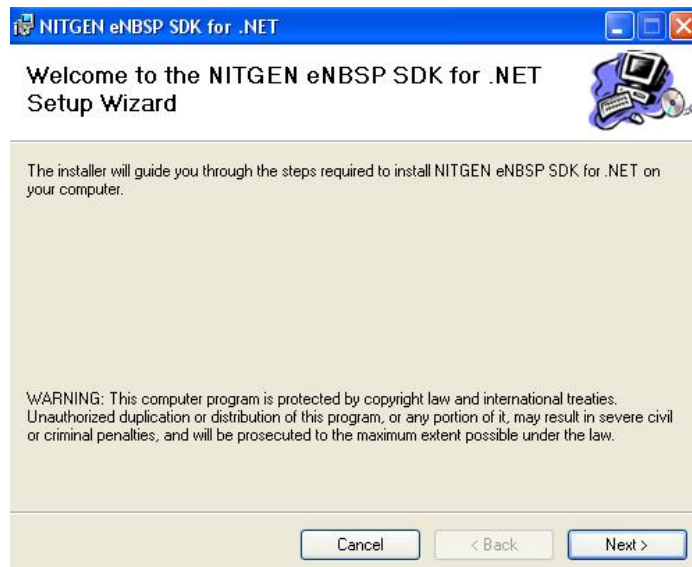 NITGEN eNBSP SDK for .NET
Welcome to the NITGEN eNBSP SDK for .NET
Setup Wizard
The installer will guide you through the steps required to install NITGEN eNBSP SDK for .NET on
your computer.
WARNING: This computer program is protected by copyright law and international treaties.
Unauthorized duplication or distribution of this program, or any portion of it, may result in severe civil
or criminal penalties, and will be prosecuted to the maximum extent possible under the law.
Cancel
< Back
Next >